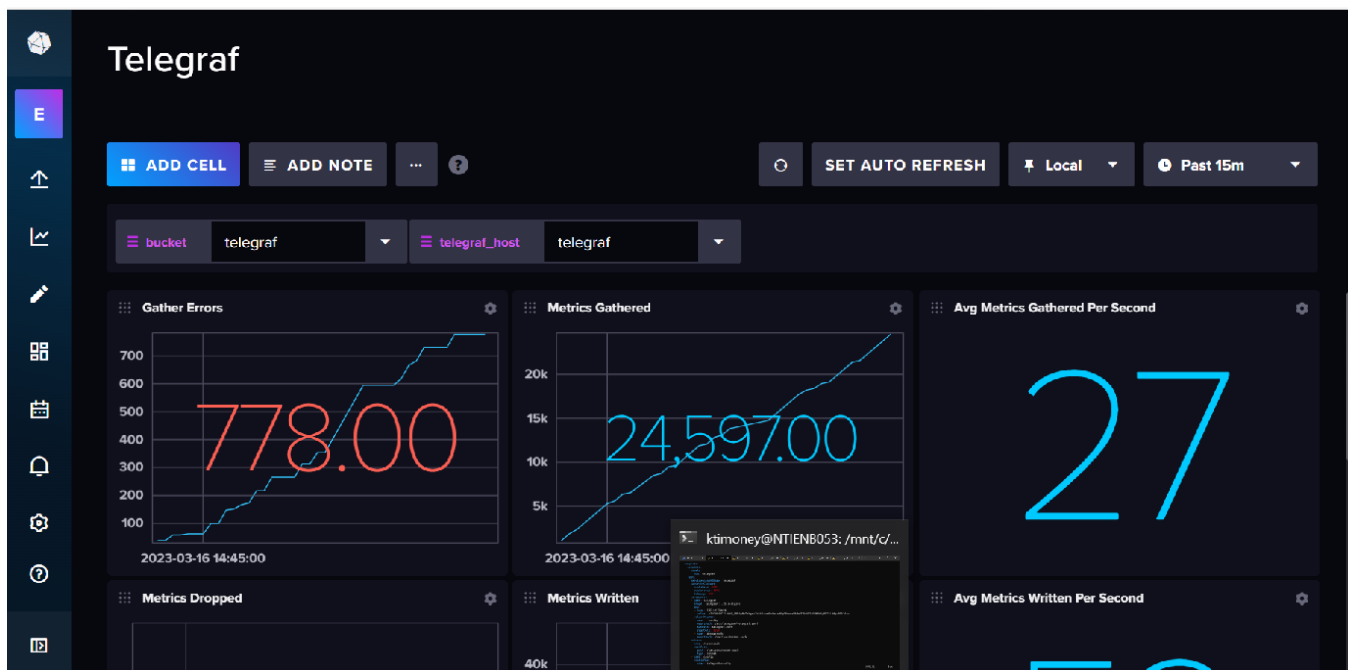 Telegraf
E
ADD CELL
ADD NOTE
...
?
SET AUTO REFRESH
Local
Past 15m
bucket
telegraf
telegraf_host
telegraf
Gather Errors
700
600
500
400
300
200
100
778.00
2023-03-16 14:45:00
Metrics Gathered
20k
15k
10k
5k
24,597.00
2023-03-16 14:45:00
Avg Metrics Gathered Per Second
27
ktimoney@NTIENB053: /mnt/c/...
Metrics Dropped
Metrics Written
40k
Avg Metrics Written Per Second